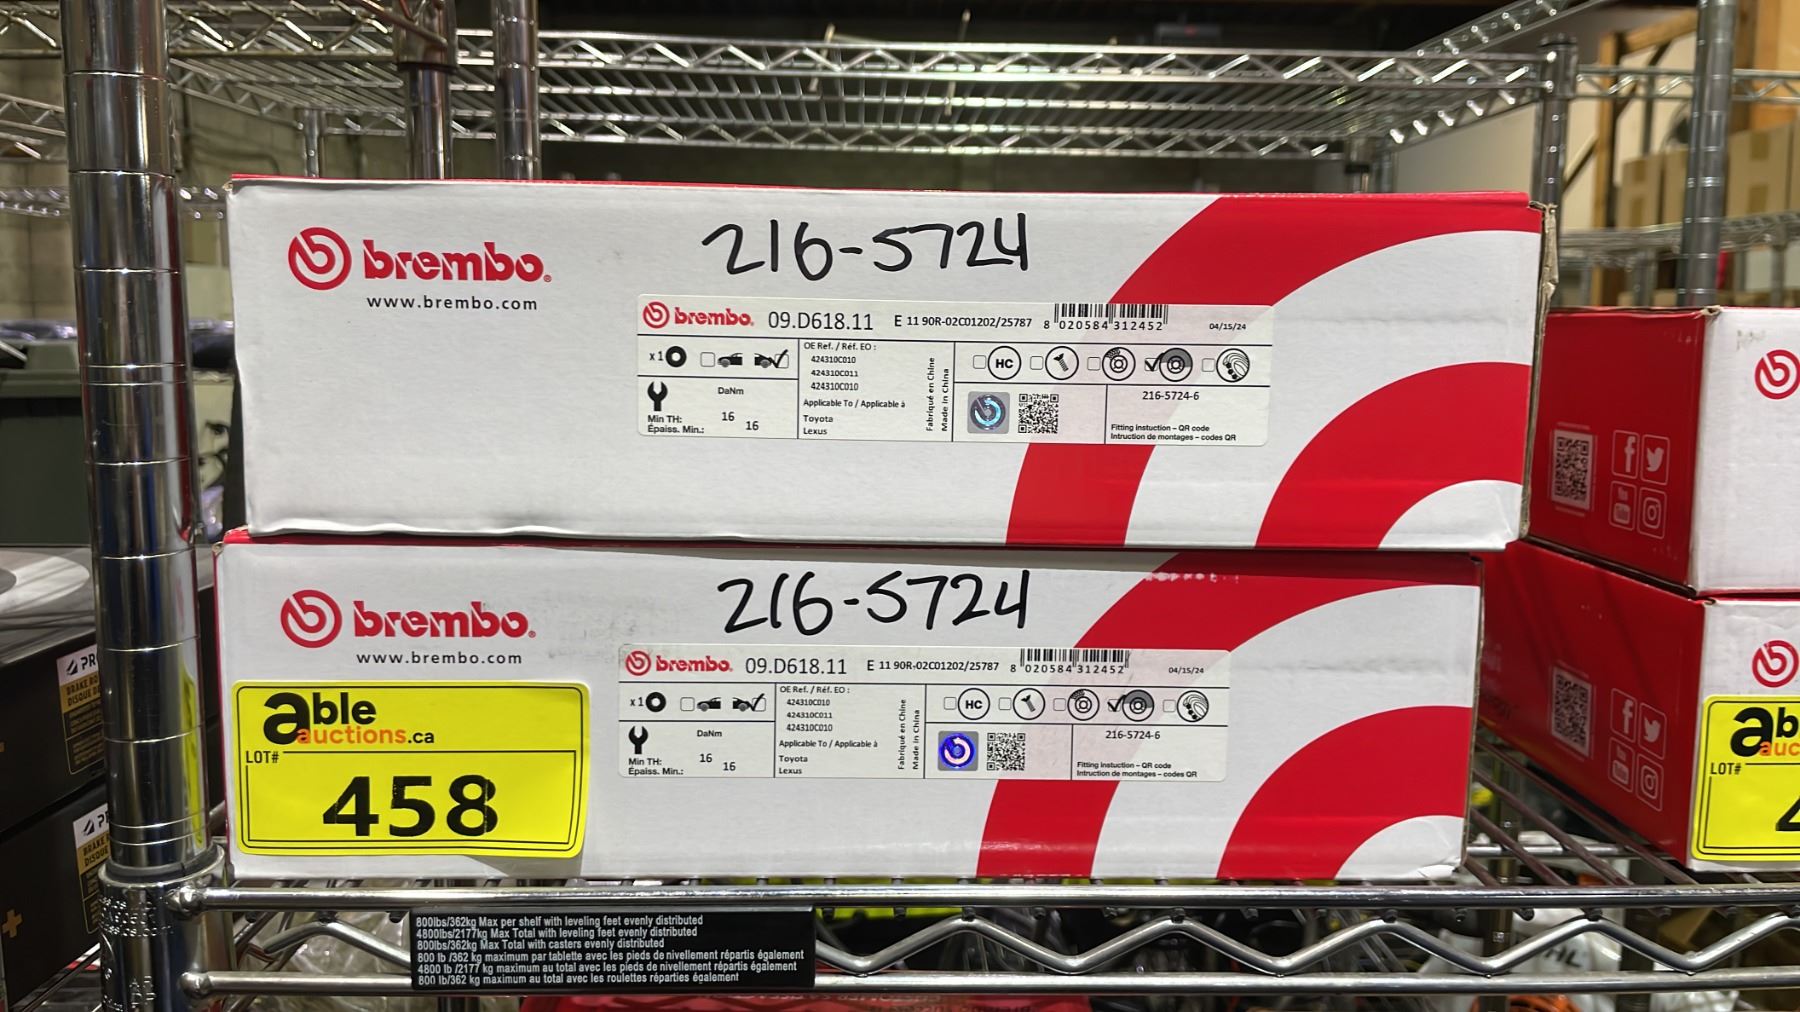 216-5724
brembo.
www.brembo.com
brembo. 09.D618.11 E 11 90R-02C01202/25787 8 020584 312452 04/15/24
x1
OE Ref. / Réf. EO :
424310C010
424310C011
424310C010
Applicable To / Applicable à
Toyota
Lexus
DaNm
Min TH: 16
Épaiss. Min.: 16
Fabriqué en Chine
Made in China
HC
216-5724-6
Fitting instuction - QR code
Intruction de montages - codes QR
216-5724
brembo.
www.brembo.com
brembo. 09.D618.11 E 11 90R-02C01202/25787 8 020584 312452 04/15/24
x1
OE Ref. / Réf. EO :
424310C010
424310C011
424310C010
Applicable To / Applicable à
Toyota
Lexus
DaNm
Min TH: 16
Épaiss. Min.: 16
Fabriqué en Chine
Made in China
HC
216-5724-6
Fitting instuction - QR code
Intruction de montages - codes QR
able
auctions.ca
LOT#
458
LOT#
800lbs/362kg Max per shelf with leveling feet evenly distributed
4800lbs/2177kg Max Total with leveling feet evenly distributed
800lbs/362kg Max Total with casters evenly distributed
800 lb /362 kg maximum par tablette avec les pieds de nivellement répartis également
4800 lb /2177 kg maximum au total avec les pieds de nivellement répartis également
800 lb/362 kg maximum au total avec les roulettes réparties également